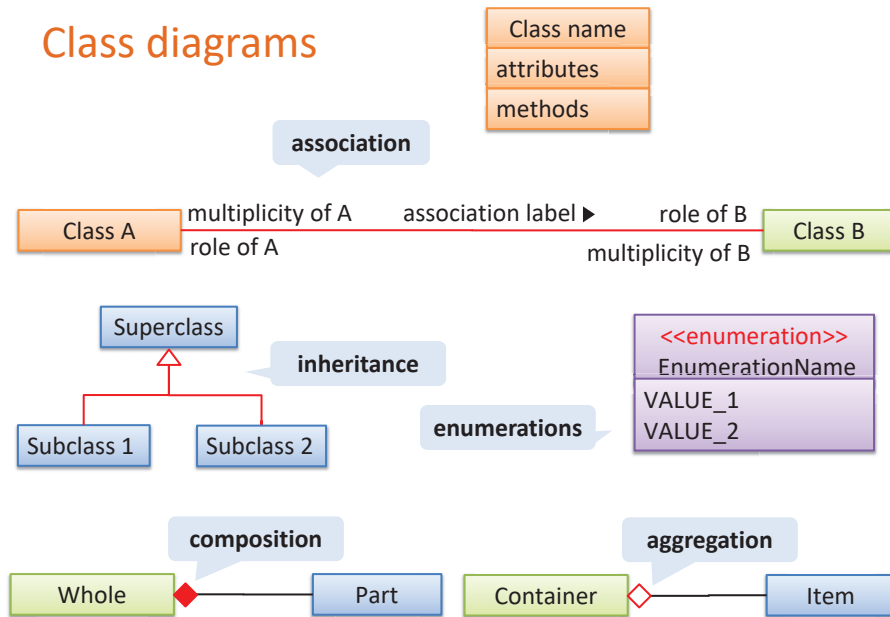 Class diagrams
Class name
attributes
methods
association
multiplicity of A
association label ▶
role of B
Class A
Class B
role of A
multiplicity of B
Superclass
inheritance
<<enumeration>>
EnumerationName
VALUE_1
VALUE_2
enumerations
Subclass 1
Subclass 2
composition
aggregation
Whole
Part
Container
Item